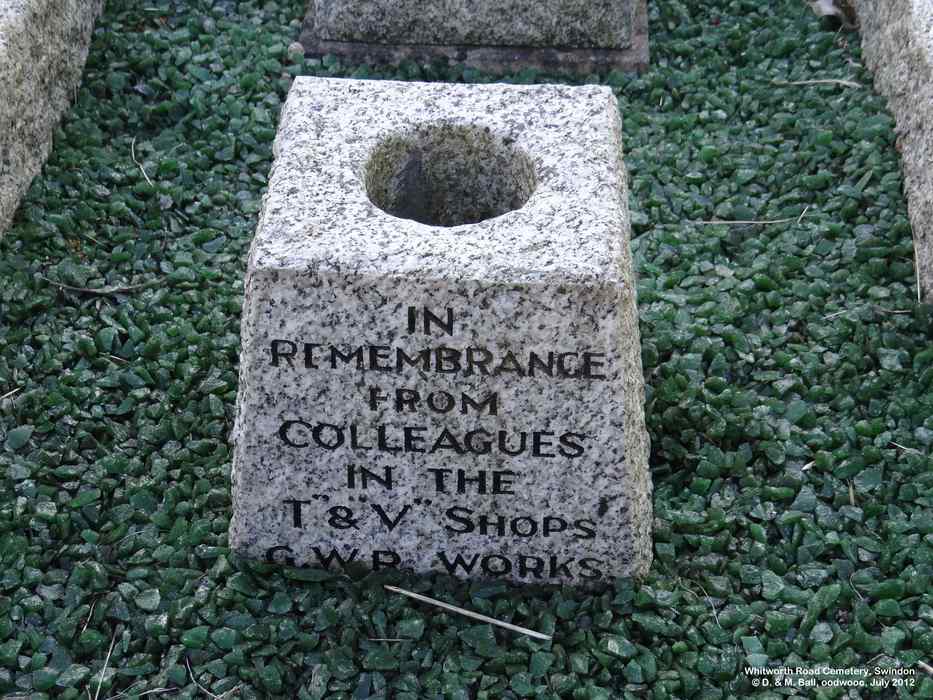 IN
REMEMBRANCE
FROM
COLLEAGUES
IN THE
"T" & "V" SHOPS
G.W.R. WORKS.
Whitworth Road Cemetery, Swindon
© D. & M. Ball, oodwooc, July 2012